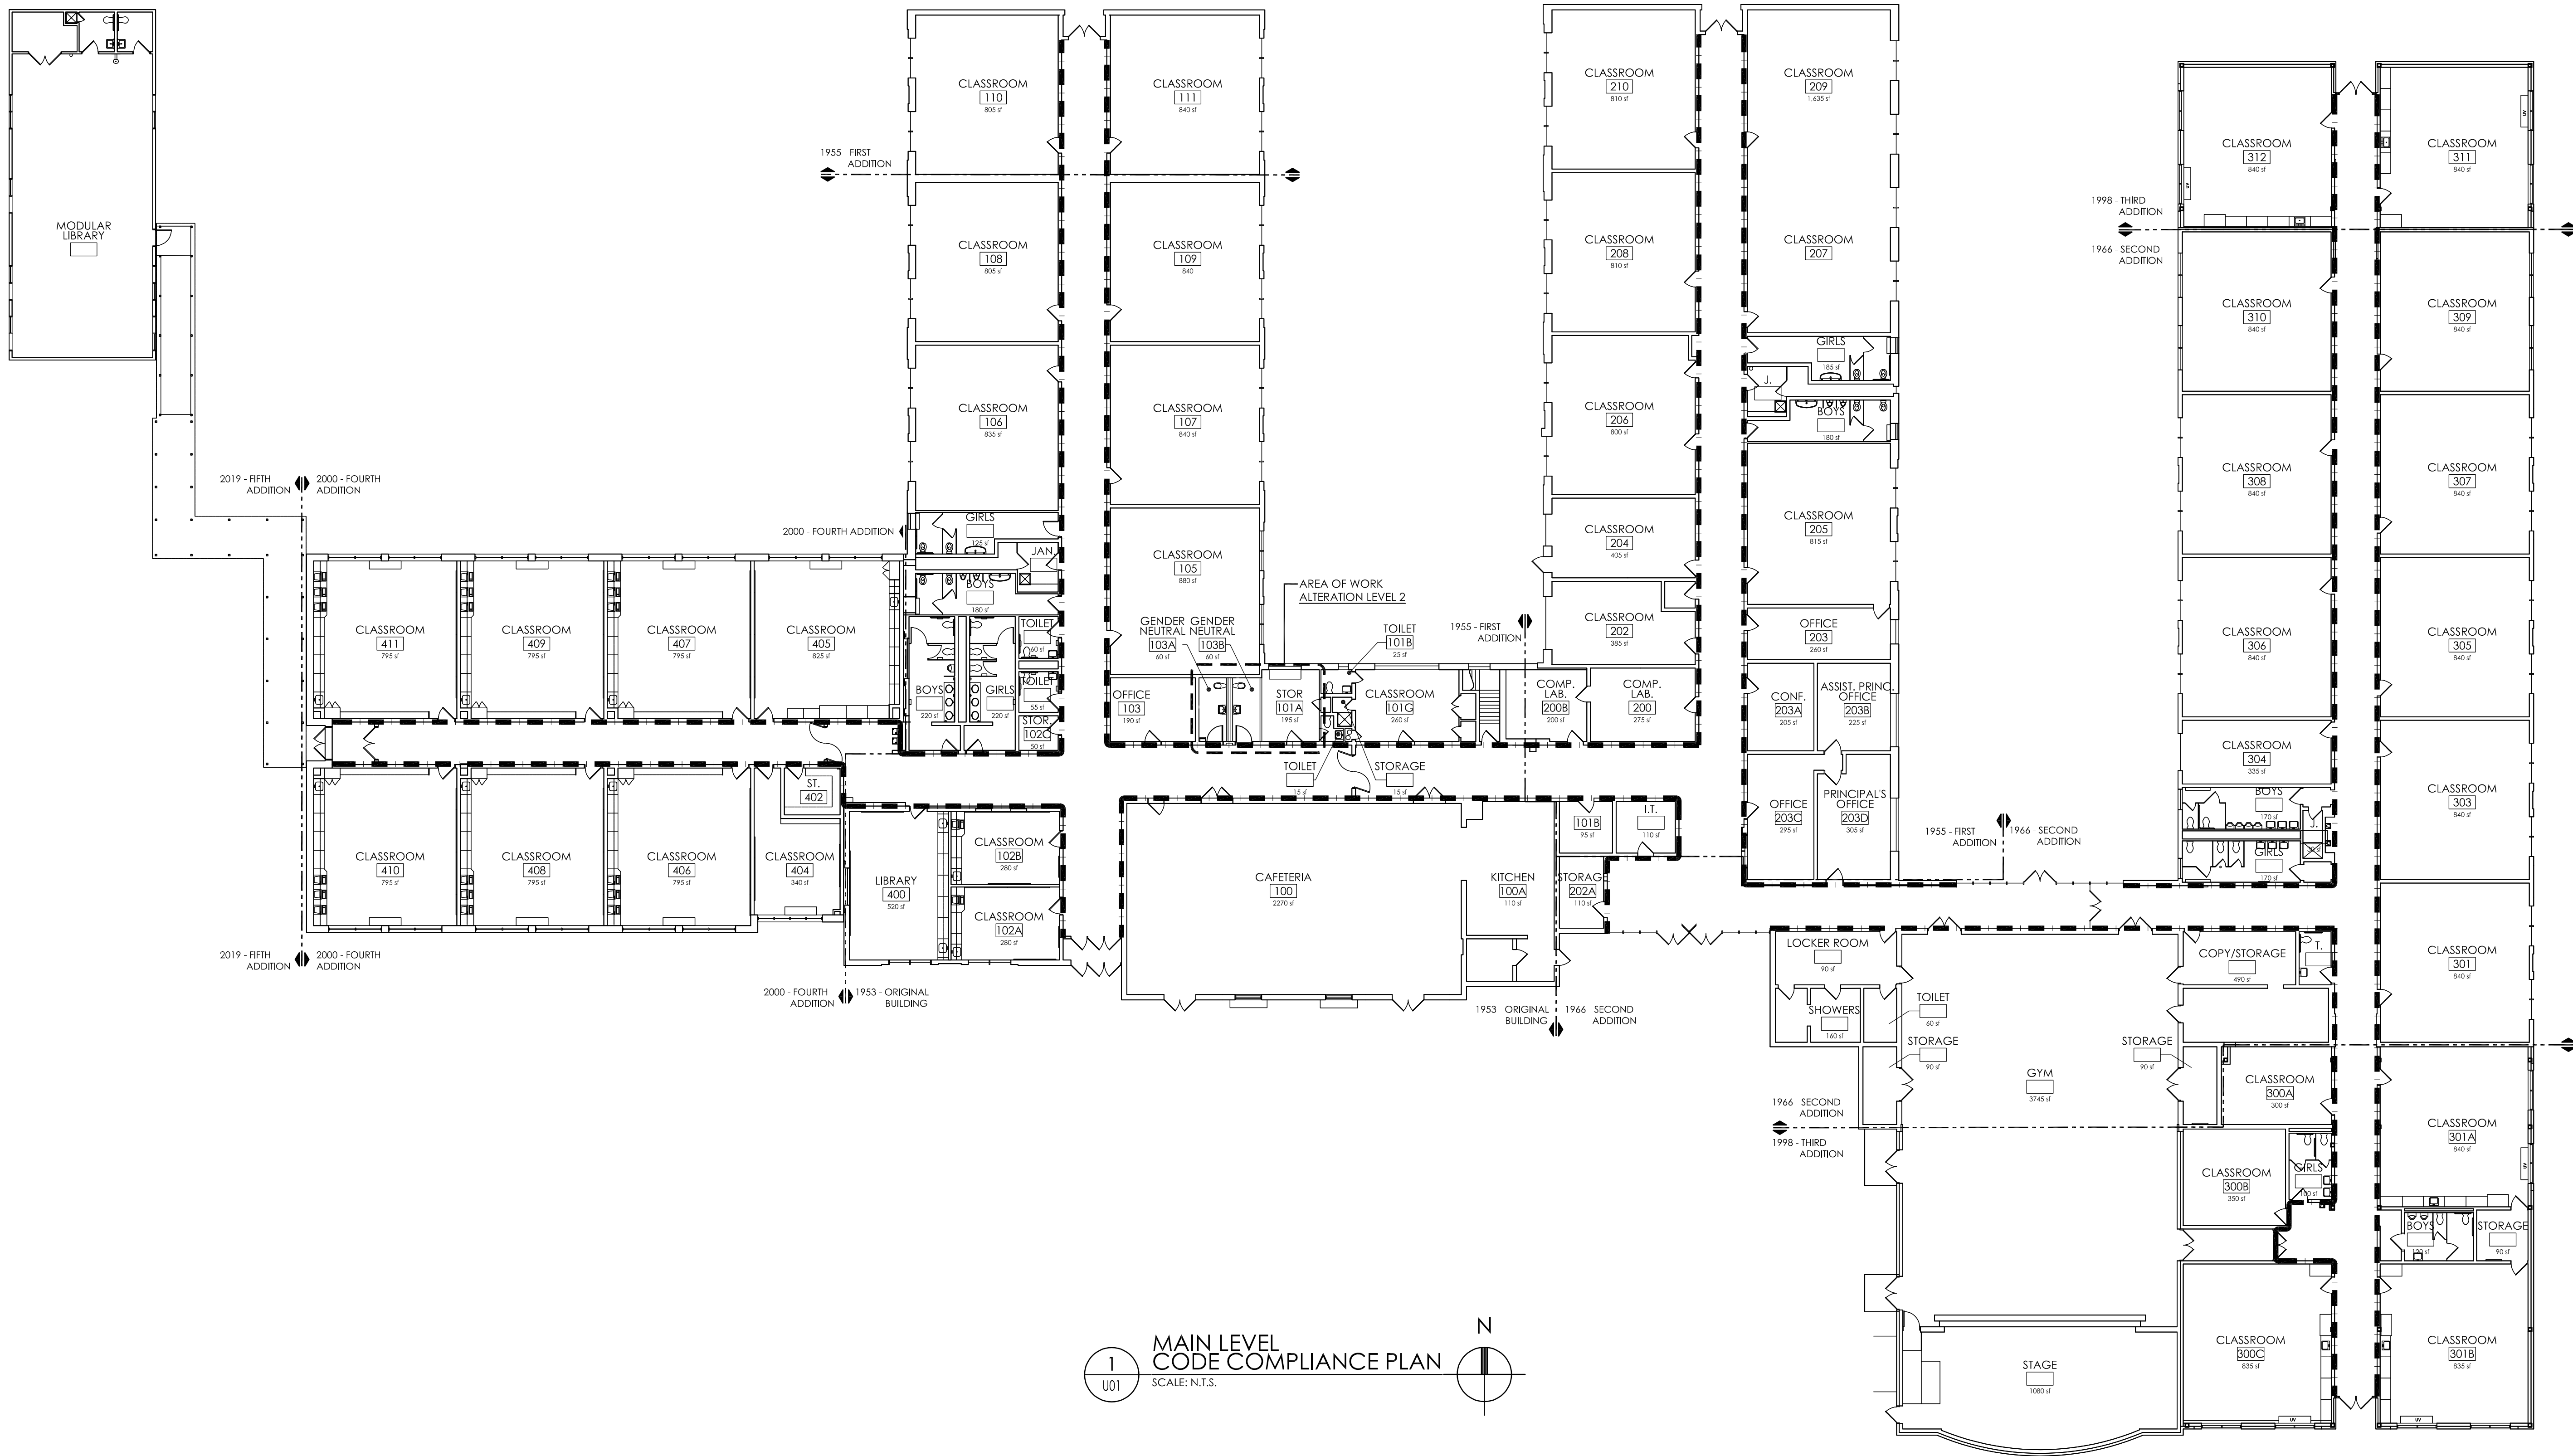 MODULAR
LIBRARY
2019 - FIFTH
ADDITION
2000 - FOURTH
ADDITION
CLASSROOM
411
795 sf
CLASSROOM
409
795 sf
CLASSROOM
407
795 sf
CLASSROOM
405
825 sf
CLASSROOM
410
795 sf
CLASSROOM
408
795 sf
CLASSROOM
406
795 sf
ST.
402
CLASSROOM
404
340 sf
2019 - FIFTH
ADDITION
2000 - FOURTH
ADDITION
2000 - FOURTH
ADDITION
1953 - ORIGINAL
BUILDING
LIBRARY
400
520 sf
CLASSROOM
102B
280 sf
CLASSROOM
102A
280 sf
1955 - FIRST
ADDITION
CLASSROOM
110
805 sf
CLASSROOM
111
840 sf
CLASSROOM
108
805 sf
CLASSROOM
109
840
CLASSROOM
106
835 sf
CLASSROOM
107
840 sf
2000 - FOURTH ADDITION
GIRLS
125 sf
JAN.
BOYS
180 sf
TOILET
60 sf
TOILET
55 sf
BOYS
220 sf
GIRLS
220 sf
STOR.
102C
50 sf
CLASSROOM
105
880 sf
AREA OF WORK
ALTERATION LEVEL 2
GENDER
NEUTRAL
103A
60 sf
GENDER
NEUTRAL
103B
60 sf
OFFICE
103
190 sf
STOR
101A
195 sf
TOILET
101B
25 sf
CLASSROOM
101G
260 sf
TOILET
15 sf
STORAGE
15 sf
1955 - FIRST
ADDITION
COMP.
LAB.
200B
200 sf
COMP.
LAB.
200
275 sf
CAFETERIA
100
2270 sf
KITCHEN
100A
110 sf
101B
95 sf
I.T.
110 sf
STORAGE
202A
110 sf
1953 - ORIGINAL
BUILDING
1966 - SECOND
ADDITION
CLASSROOM
210
810 sf
CLASSROOM
209
1,635 sf
CLASSROOM
208
810 sf
CLASSROOM
207
CLASSROOM
206
800 sf
GIRLS
185 sf
J.
BOYS
180 sf
CLASSROOM
204
405 sf
CLASSROOM
205
815 sf
CLASSROOM
202
385 sf
OFFICE
203
260 sf
CONF.
203A
205 sf
ASSIST. PRINC.
OFFICE
203B
225 sf
OFFICE
203C
295 sf
PRINCIPAL'S
OFFICE
203D
305 sf
1955 - FIRST
ADDITION
1966 - SECOND
ADDITION
CLASSROOM
312
840 sf
UV
CLASSROOM
311
840 sf
UV
1998 - THIRD
ADDITION
1966 - SECOND
ADDITION
CLASSROOM
310
840 sf
CLASSROOM
309
840 sf
CLASSROOM
308
840 sf
CLASSROOM
307
840 sf
CLASSROOM
306
840 sf
CLASSROOM
305
840 sf
CLASSROOM
304
335 sf
CLASSROOM
303
840 sf
BOYS
170 sf
J.
GIRLS
170 sf
CLASSROOM
301
840 sf
LOCKER ROOM
90 sf
SHOWERS
160 sf
TOILET
60 sf
STORAGE
90 sf
COPY/STORAGE
490 sf
T.
STORAGE
90 sf
GYM
3745 sf
1966 - SECOND
ADDITION
1998 - THIRD
ADDITION
CLASSROOM
300A
300 sf
CLASSROOM
301A
840 sf
UV
CLASSROOM
300B
350 sf
GIRLS
160 sf
BOYS
120 sf
STORAGE
90 sf
CLASSROOM
300C
835 sf
UV
CLASSROOM
301B
835 sf
UV
STAGE
1080 sf
1
U01
MAIN LEVEL
CODE COMPLIANCE PLAN
SCALE: N.T.S.
N